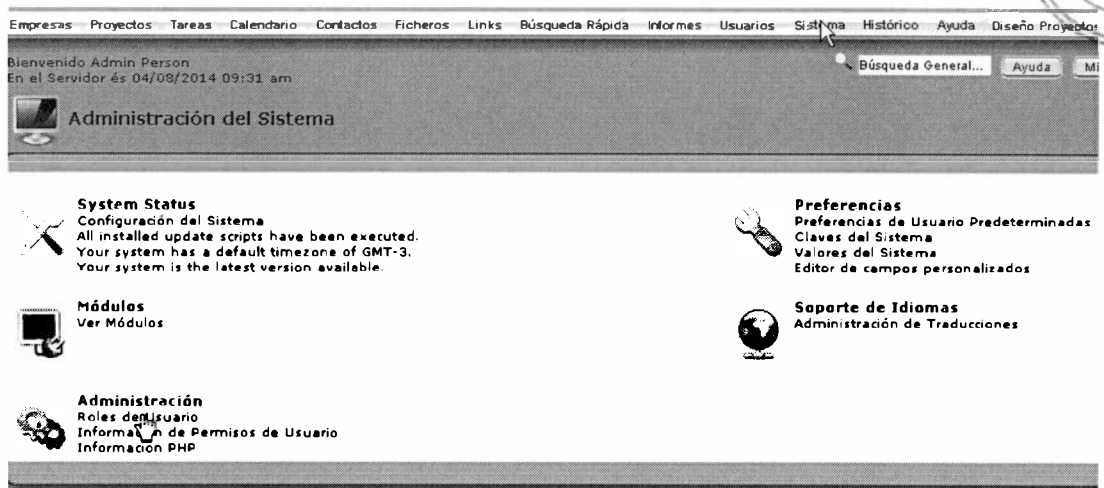 Empresas Proyectos Tareas Calendario Contactos Ficheros Links Búsqueda Rápida Informes Usuarios Sistema Histórico Ayuda Diseño Proyectos
Bienvenido Admin Person
En el Servidor és 04/08/2014 09:31 am
Búsqueda General... Ayuda Mi
Administración del Sistema
System Status
Configuración del Sistema
All installed update scripts have been executed.
Your system has a default timezone of GMT-3.
Your system is the latest version available.
Preferencias
Preferencias de Usuario Predeterminadas
Claves del Sistema
Valores del Sistema
Editor de campos personalizados
Módulos
Ver Módulos
Soporte de Idiomas
Administración de Traducciones
Administración
Roles de Usuario
Información de Permisos de Usuario
Información PHP